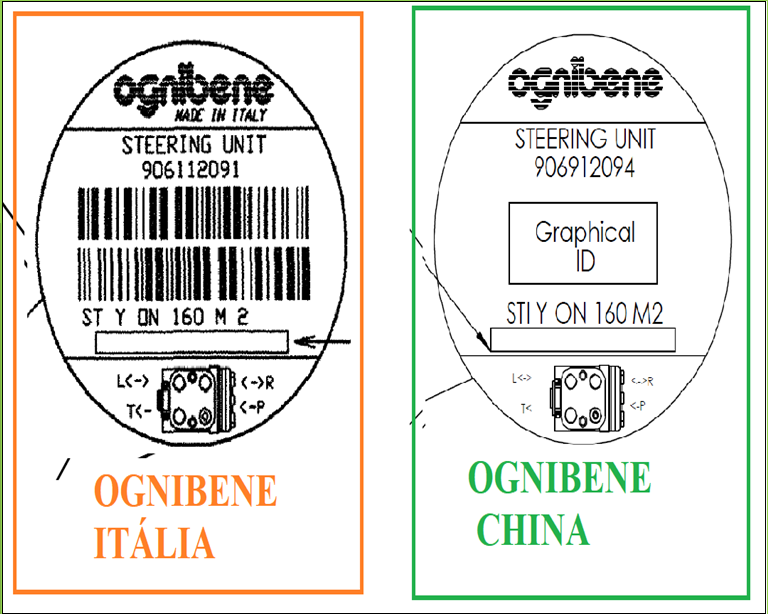 ognibene
MADE IN ITALY
STEERING UNIT
906112091
ST Y ON 160 M 2
L<->
<->R
T<-
<-P
OGNIBENE
ITÁLIA
ognibene
STEERING UNIT
906912094
Graphical
ID
STI Y ON 160 M2
L<->
<->R
T<
<-P
OGNIBENE
CHINA